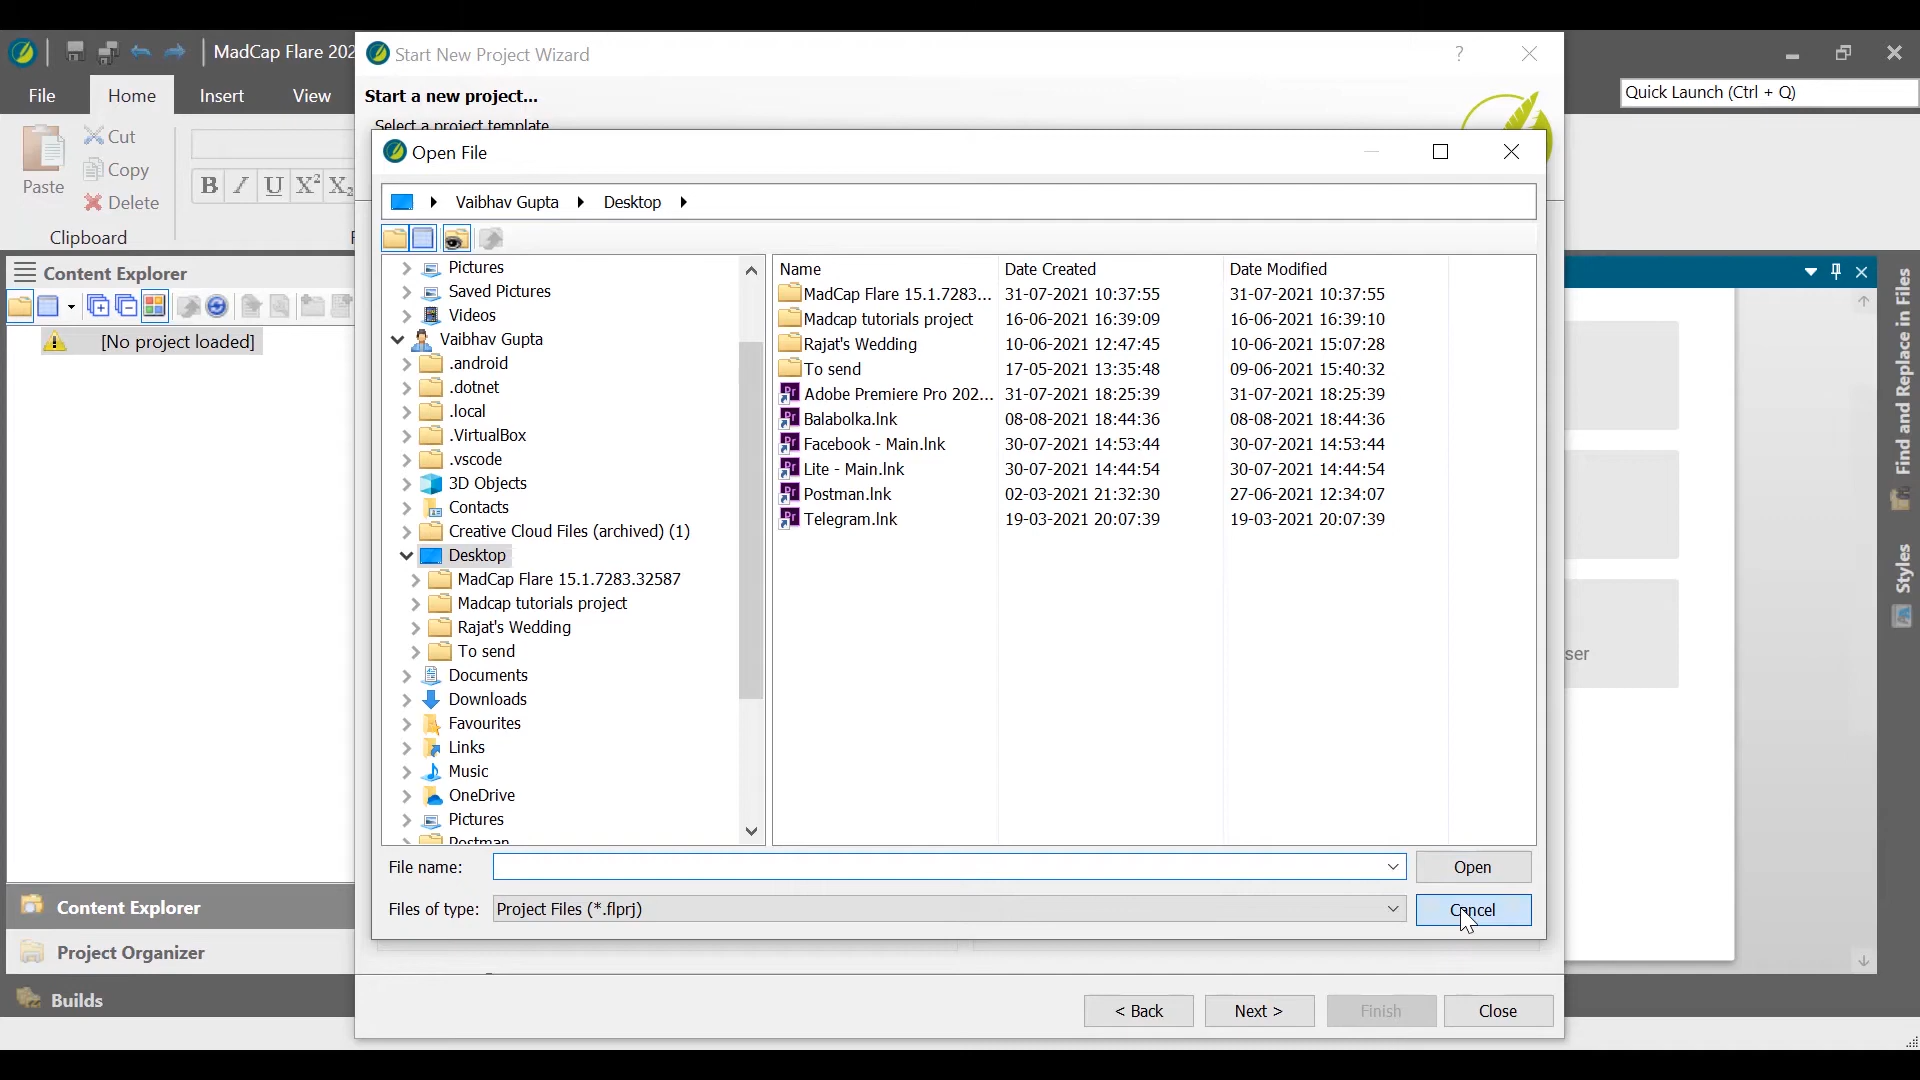 MadCap Flare 202
Start New Project Wizard
?
File
Home
Insert
View
Start a new project...
Quick Launch (Ctrl + Q)
Select a project template
Cut
Copy
Paste
Delete
B I U X² X₂
Clipboard
Open File
Vaibhav Gupta
Desktop
Content Explorer
[No project loaded]
Pictures
Saved Pictures
Videos
Vaibhav Gupta
.android
.dotnet
.local
.VirtualBox
.vscode
3D Objects
Contacts
Creative Cloud Files (archived) (1)
Desktop
MadCap Flare 15.1.7283.32587
Madcap tutorials project
Rajat's Wedding
To send
Documents
Downloads
Favourites
Links
Music
OneDrive
Pictures
Postman
Name Date Created Date Modified
MadCap Flare 15.1.7283... 31-07-2021 10:37:55 31-07-2021 10:37:55
Madcap tutorials project 16-06-2021 16:39:09 16-06-2021 16:39:10
Rajat's Wedding 10-06-2021 12:47:45 10-06-2021 15:07:28
To send 17-05-2021 13:35:48 09-06-2021 15:40:32
Adobe Premiere Pro 202... 31-07-2021 18:25:39 31-07-2021 18:25:39
Balabolka.lnk 08-08-2021 18:44:36 08-08-2021 18:44:36
Facebook - Main.lnk 30-07-2021 14:53:44 30-07-2021 14:53:44
Lite - Main.lnk 30-07-2021 14:44:54 30-07-2021 14:44:54
Postman.lnk 02-03-2021 21:32:30 27-06-2021 12:34:07
Telegram.lnk 19-03-2021 20:07:39 19-03-2021 20:07:39
File name:
Open
Files of type: Project Files (*.flprj)
Cancel
ser
Find and Replace in Files
Styles
Content Explorer
Project Organizer
Builds
< Back
Next >
Finish
Close